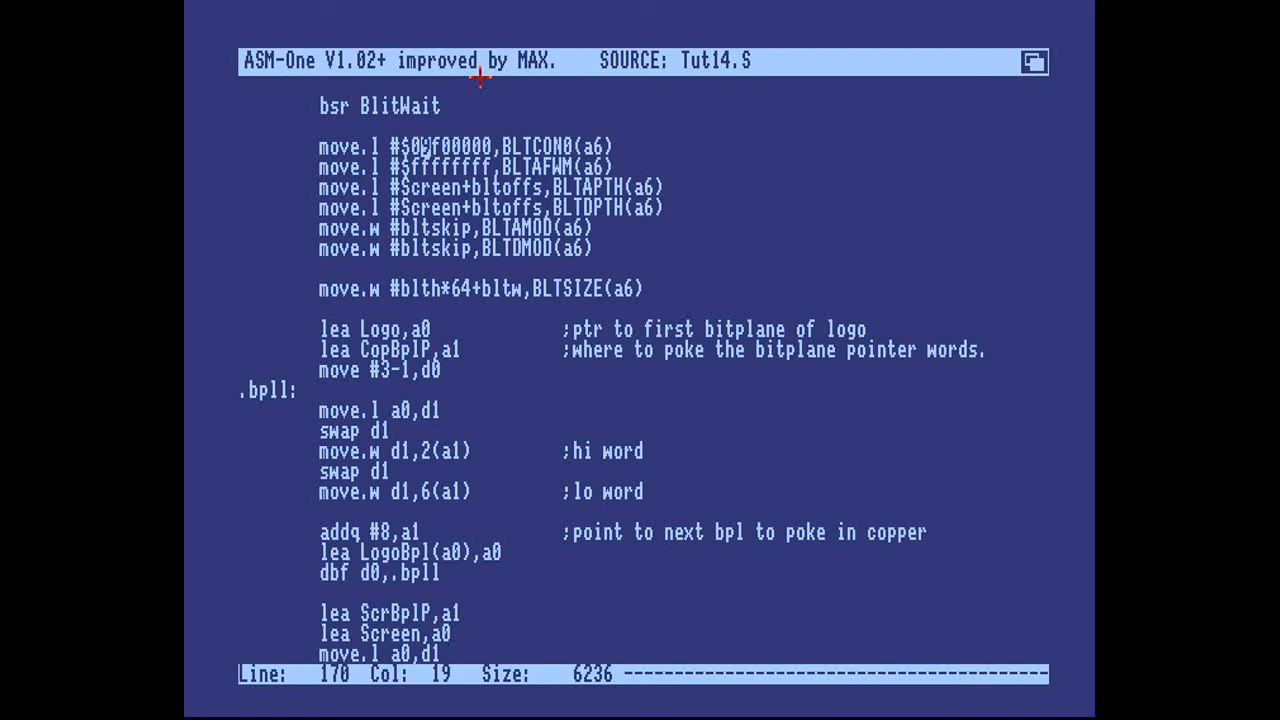 ASM-One V1.02+ improved by MAX. SOURCE: Tut14.S
bsr BlitWait
move.l #$09f00000,BLTCON0(a6)
move.l #$ffffffff,BLTAFWM(a6)
move.l #Screen+bltoffs,BLTAPTH(a6)
move.l #Screen+bltoffs,BLTDPTH(a6)
move.w #bltskip,BLTAMOD(a6)
move.w #bltskip,BLTDMOD(a6)
move.w #blth*64+bltw,BLTSIZE(a6)
lea Logo,a0 ;ptr to first bitplane of logo
lea CopBplP,a1 ;where to poke the bitplane pointer words.
move #3-1,d0
.bpll:
move.l a0,d1
swap d1
move.w d1,2(a1) ;hi word
swap d1
move.w d1,6(a1) ;lo word
addq #8,a1 ;point to next bpl to poke in copper
lea LogoBpl(a0),a0
dbf d0,.bpll
lea ScrBplP,a1
lea Screen,a0
move.l a0,d1
Line: 170 Col: 19 Size: 6236 ------------------------------------------